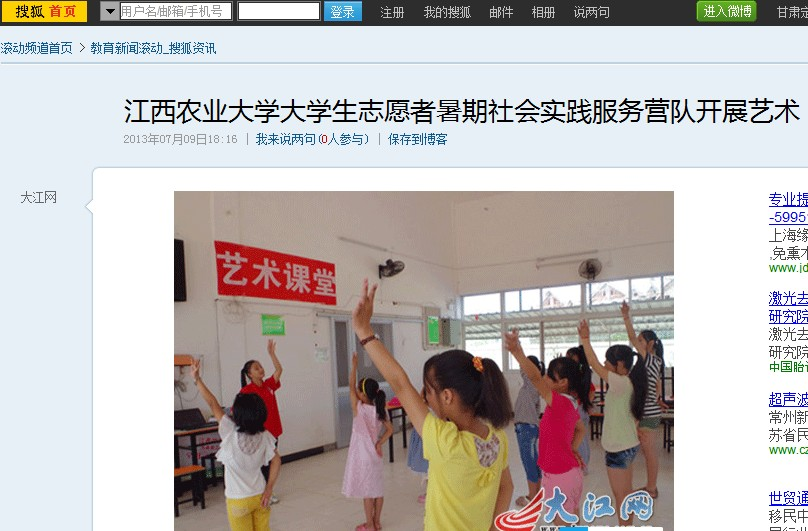 搜狐 首页
用户名/邮箱/手机号
登录
注册
我的搜狐
邮件
相册
说两句
进入微博
甘肃定
滚动频道首页 > 教育新闻滚动_搜狐资讯
江西农业大学大学生志愿者暑期社会实践服务营队开展艺术
2013年07月09日18:16 | 我来说两句(0人参与) | 保存到博客
大江网
艺术课堂
大江网
专业提
-5995
上海缘
,免熏木
www.jd
激光去
研究院
激光去
研究院
中国胎记
超声波
常州新
苏省民
www.cz
世贸通
移民中